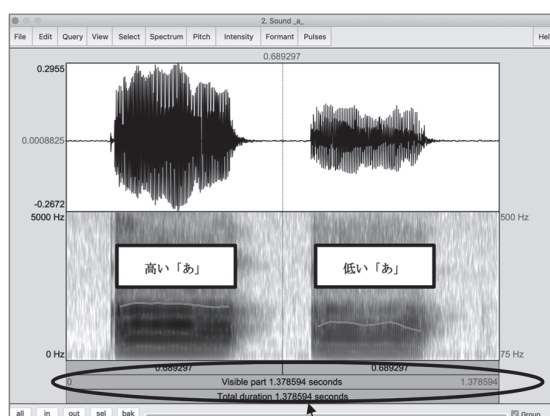 2. Sound _a_
File Edit Query View Select Spectrum Pitch Intensity Formant Pulses Hel
0.689297
0.2955
0.0008825
-0.2672
5000 Hz 500 Hz
高い「あ」 低い「あ」
0 Hz 75 Hz
0.689297 0.689297
0 Visible part 1.378594 seconds 1.378594
Total duration 1.378594 seconds
all in out sel bak Group